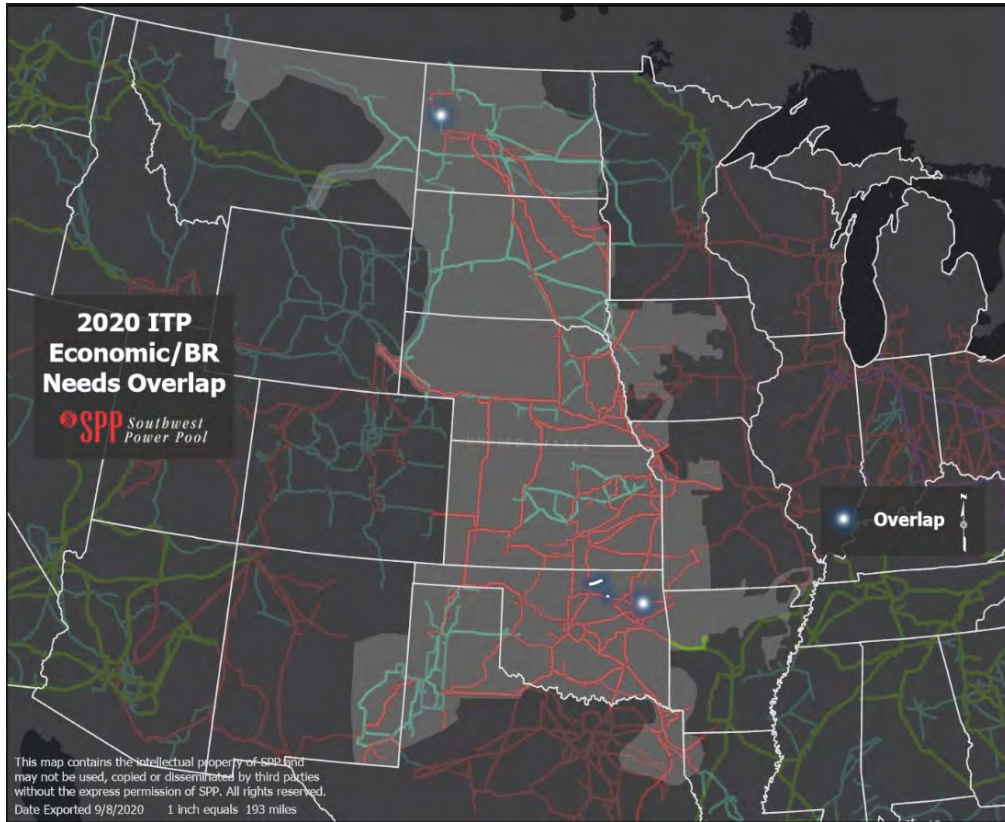 2020 ITP
Economic/BR
Needs Overlap
SPP Southwest
Power Pool
UNITED STATES
Overlap
N
This map contains the intellectual property of SPP and
may not be used, copied or disseminated by third parties
without the express permission of SPP. All rights reserved.
Date Exported 9/8/2020 1 inch equals 193 miles